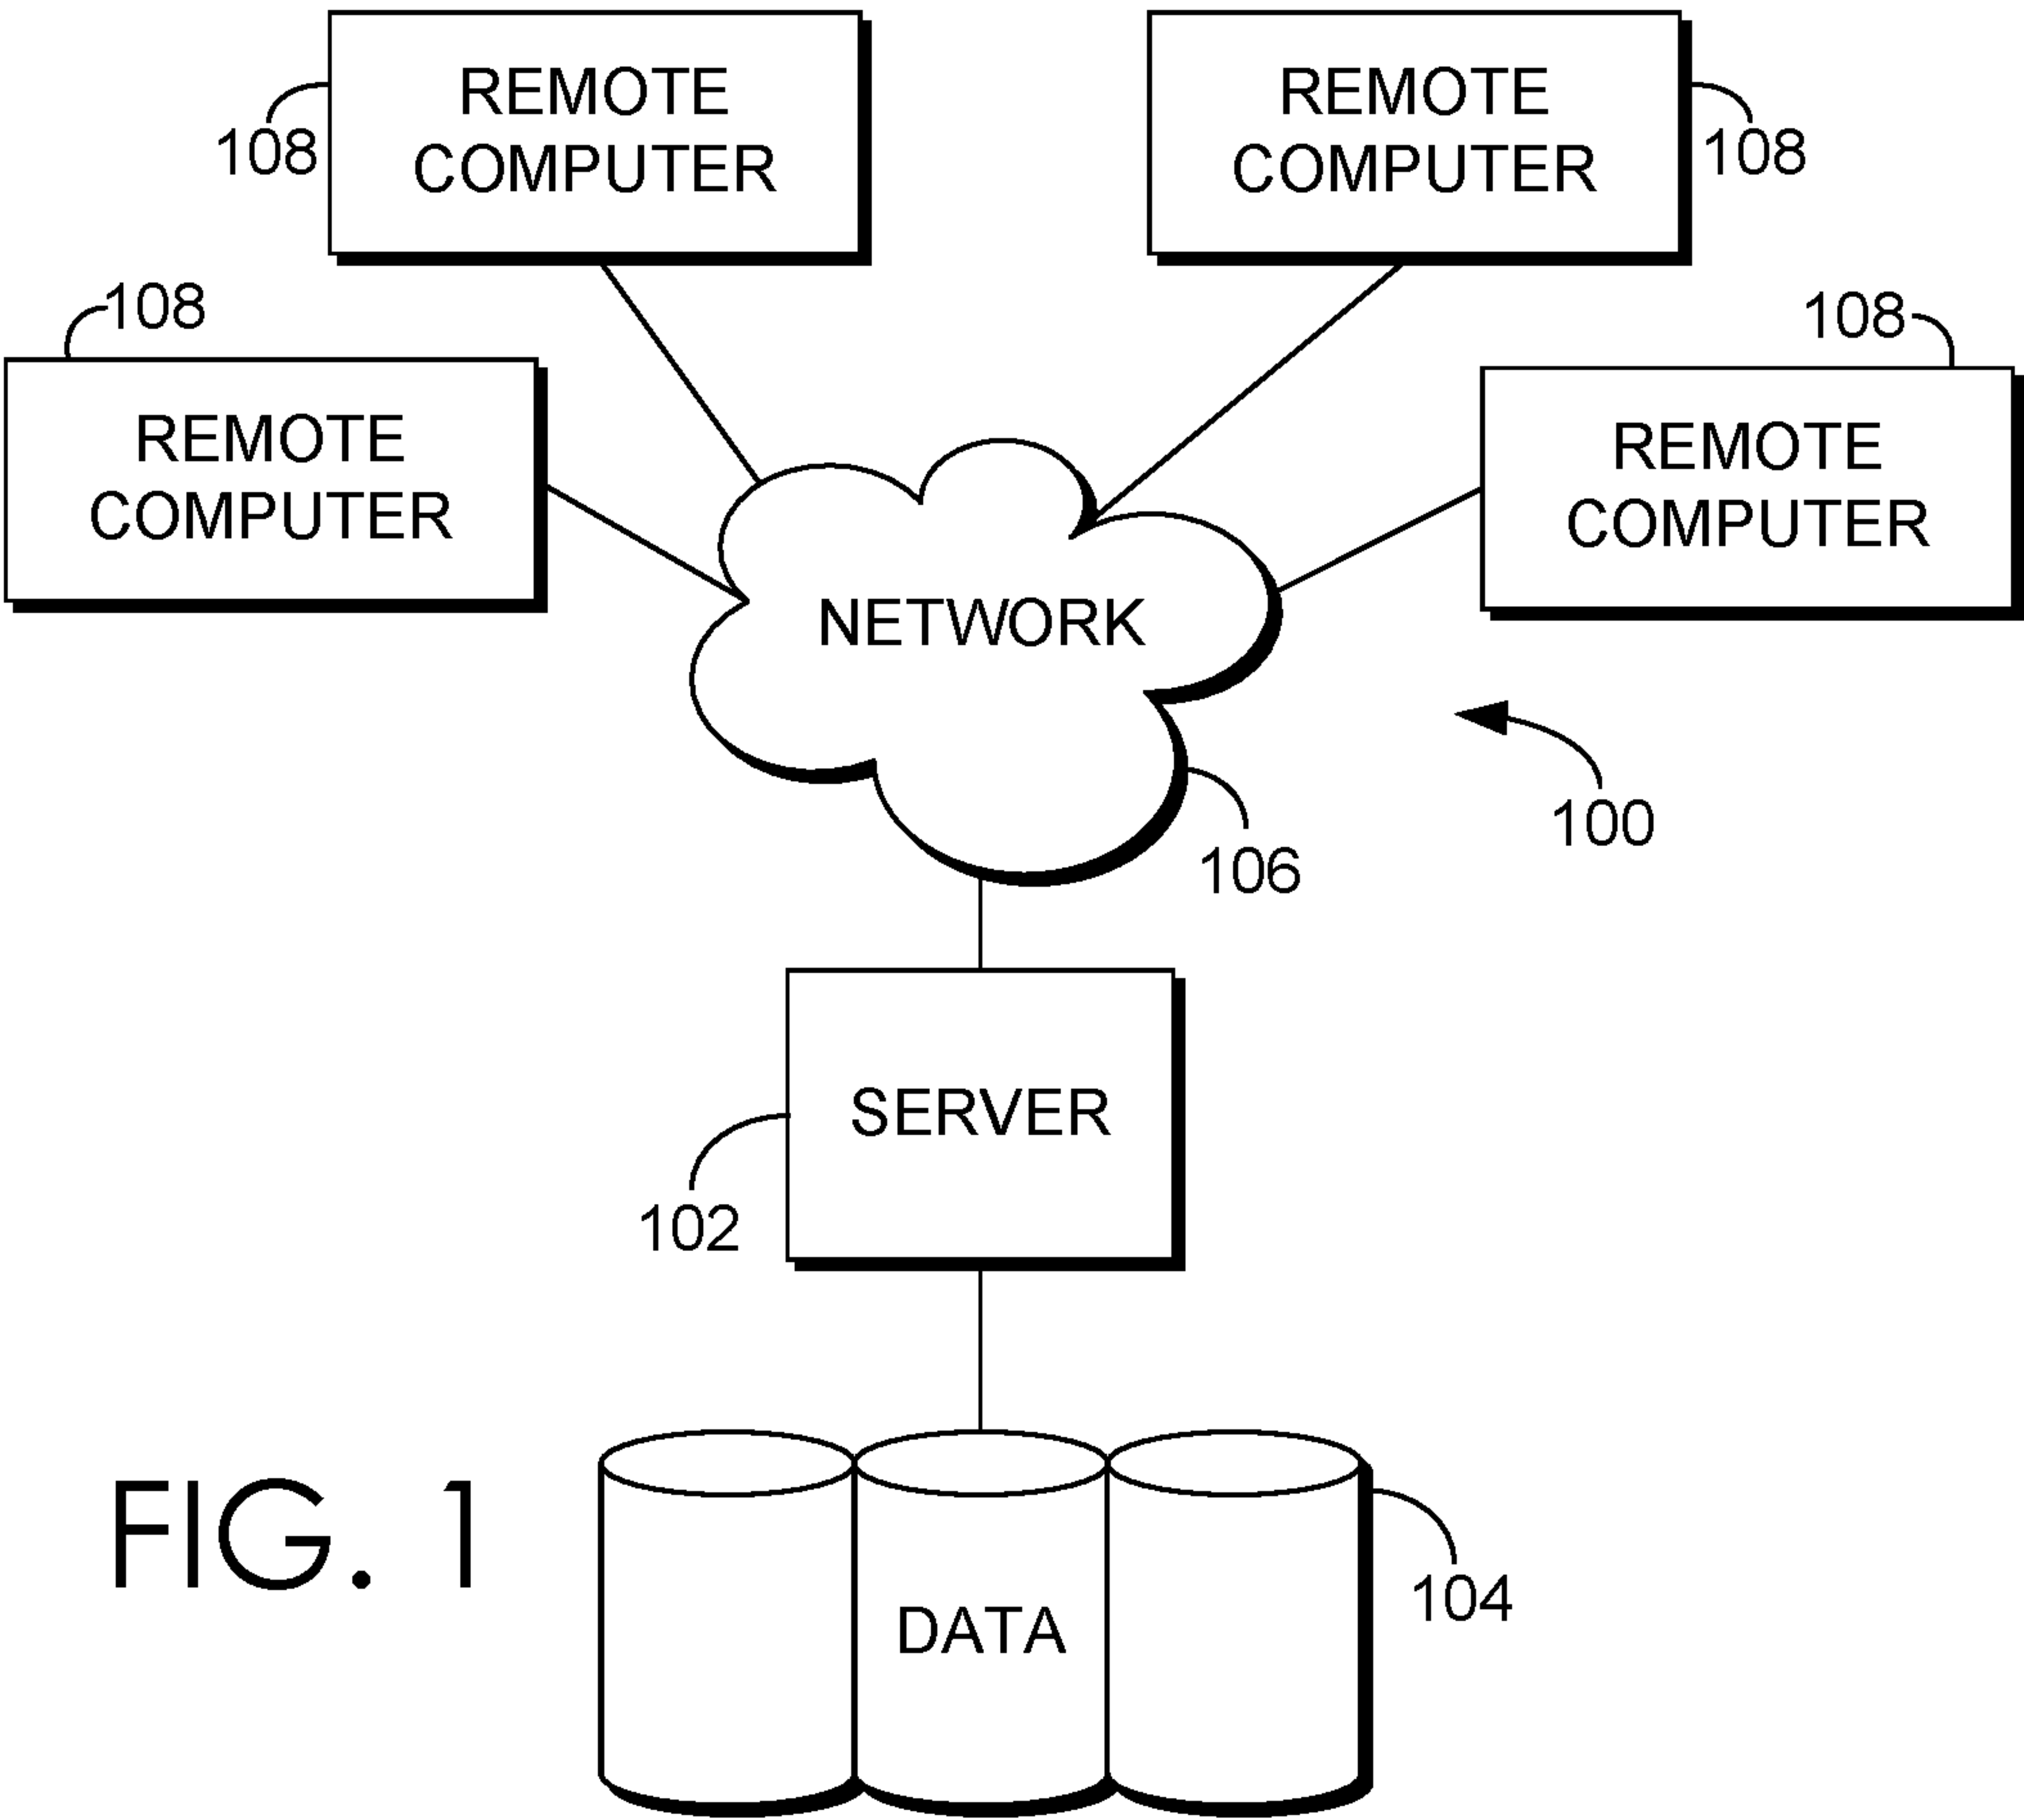 REMOTE
COMPUTER
108
REMOTE
COMPUTER
108
108
REMOTE
COMPUTER
108
REMOTE
COMPUTER
NETWORK
100
106
SERVER
102
FIG. 1
DATA
104